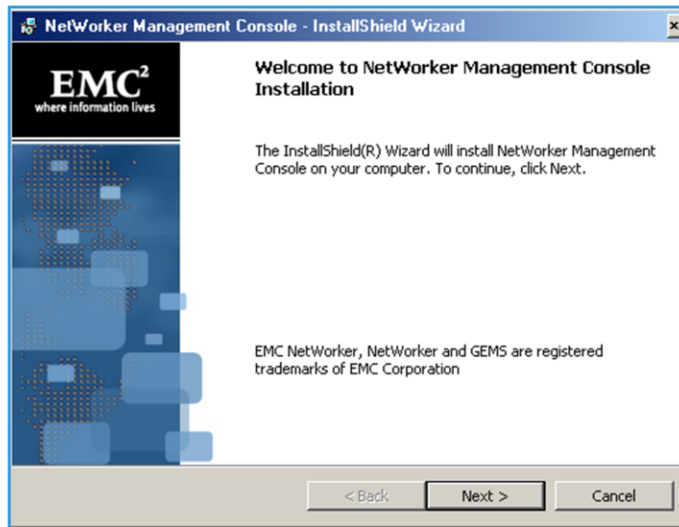 NetWorker Management Console - InstallShield Wizard
EMC²
where information lives
Welcome to NetWorker Management Console
Installation
The InstallShield(R) Wizard will install NetWorker Management
Console on your computer. To continue, click Next.
EMC NetWorker, NetWorker and GEMS are registered
trademarks of EMC Corporation
< Back
Next >
Cancel